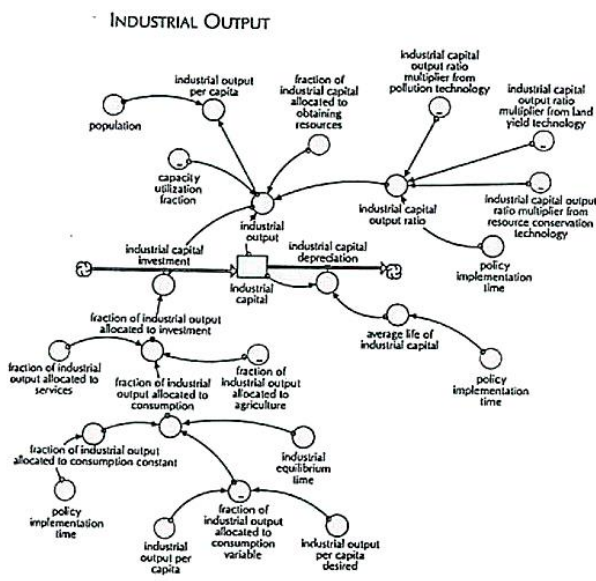 INDUSTRIAL OUTPUT
industrial capital
output ratio
multiplier from
pollution technology
industrial output
per capita
fraction of
industrial capital
allocated to
obtaining
resources
industrial capital
output ratio
multiplier from land
yield technology
population
capacity
utilization
fraction
industrial
output
industrial capital
output ratio
industrial capital output
ratio multiplier from
resource conservation
technology
industrial capital
investment
industrial capital
depreciation
policy
implementation
time
industrial
capital
fraction of industrial output
allocated to investment
average life of
industrial capital
fraction of industrial
output allocated to
services
fraction of industrial
output allocated to
consumption
fraction of
industrial output
allocated to
agriculture
policy
implementation
time
fraction of industrial output
allocated to consumption constant
industrial
equilibrium
time
policy
implementation
time
industrial
output per
capita
fraction of
industrial output
allocated to
consumption
variable
industrial output
per capita
desired